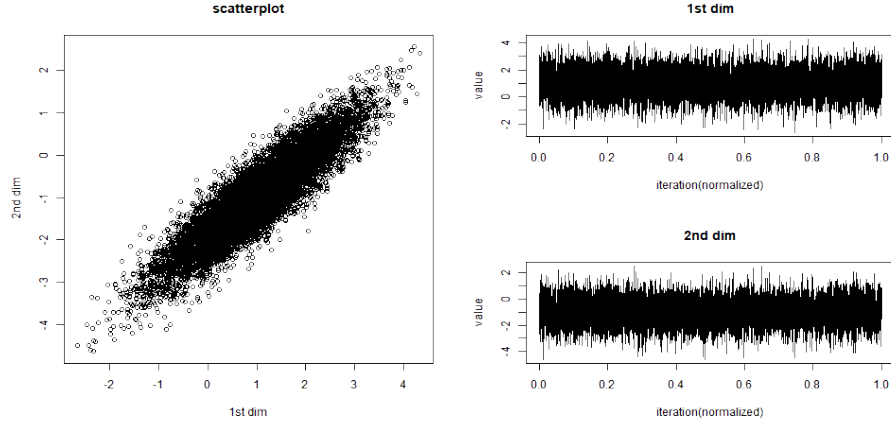 scatterplot
2nd dim
2
1
0
-1
-2
-3
-4
-2 -1 0 1 2 3 4
1st dim
1st dim
value
4
2
0
-2
0.0 0.2 0.4 0.6 0.8 1.0
iteration(normalized)
2nd dim
value
2
0
-2
-4
0.0 0.2 0.4 0.6 0.8 1.0
iteration(normalized)